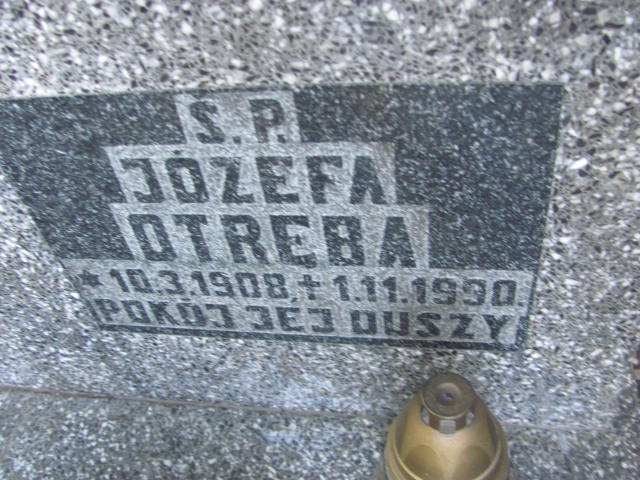 Ś.P.
JÓZEFA
OTRĘBA
* 10.3.1908, † 1.11.1990.
POKÓJ JEJ DUSZY